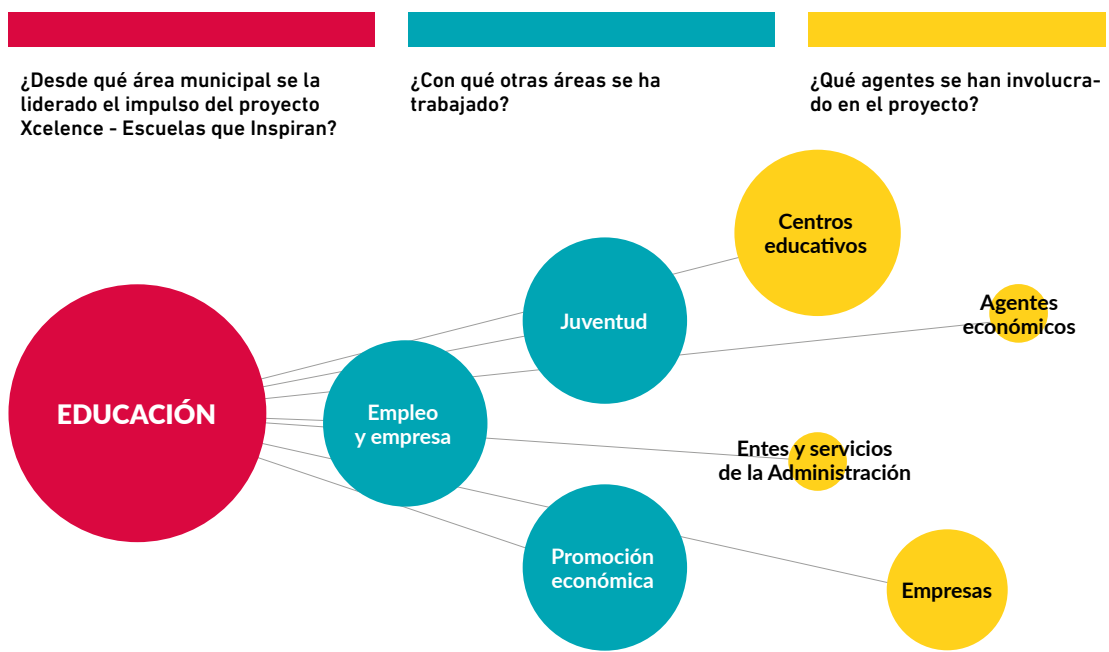 ¿Desde qué área municipal se la
liderado el impulso del proyecto
Xcelence - Escuelas que Inspiran?
¿Con qué otras áreas se ha
trabajado?
¿Qué agentes se han involucra-
do en el proyecto?
Centros
educativos
Agentes
económicos
Juventud
EDUCACIÓN
Empleo
y empresa
Entes y servicios
de la Administración
Promoción
económica
Empresas